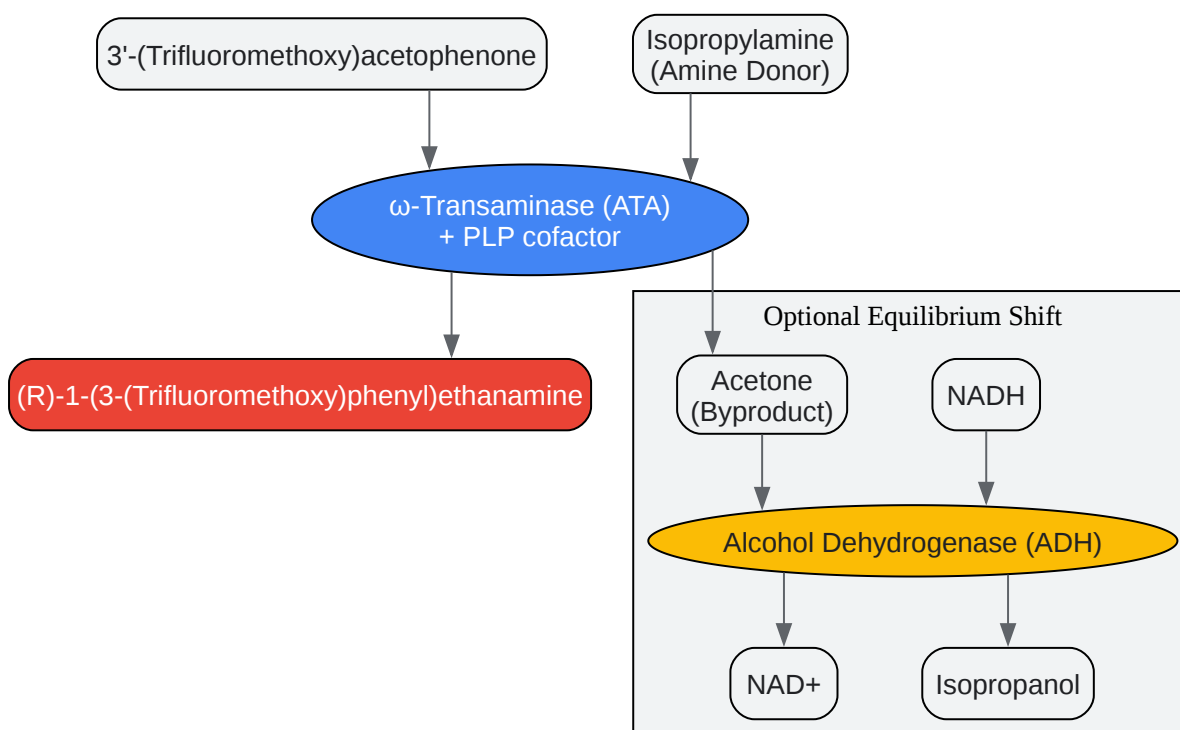 3'-(Trifluoromethoxy)acetophenone
Isopropylamine
(Amine Donor)
ω-Transaminase (ATA)
+ PLP cofactor
Optional Equilibrium Shift
(R)-1-(3-(Trifluoromethoxy)phenyl)ethanamine
Acetone
(Byproduct)
NADH
Alcohol Dehydrogenase (ADH)
NAD+
Isopropanol